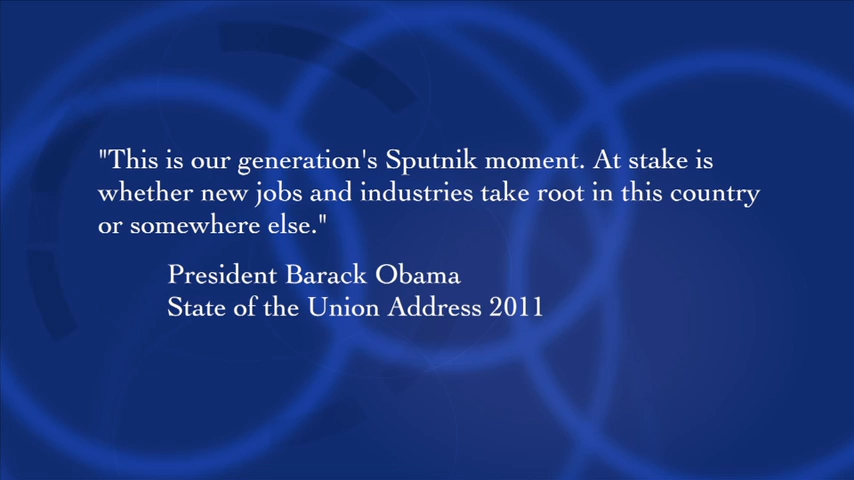 "This is our generation's Sputnik moment. At stake is
whether new jobs and industries take root in this country
or somewhere else."
President Barack Obama
State of the Union Address 2011